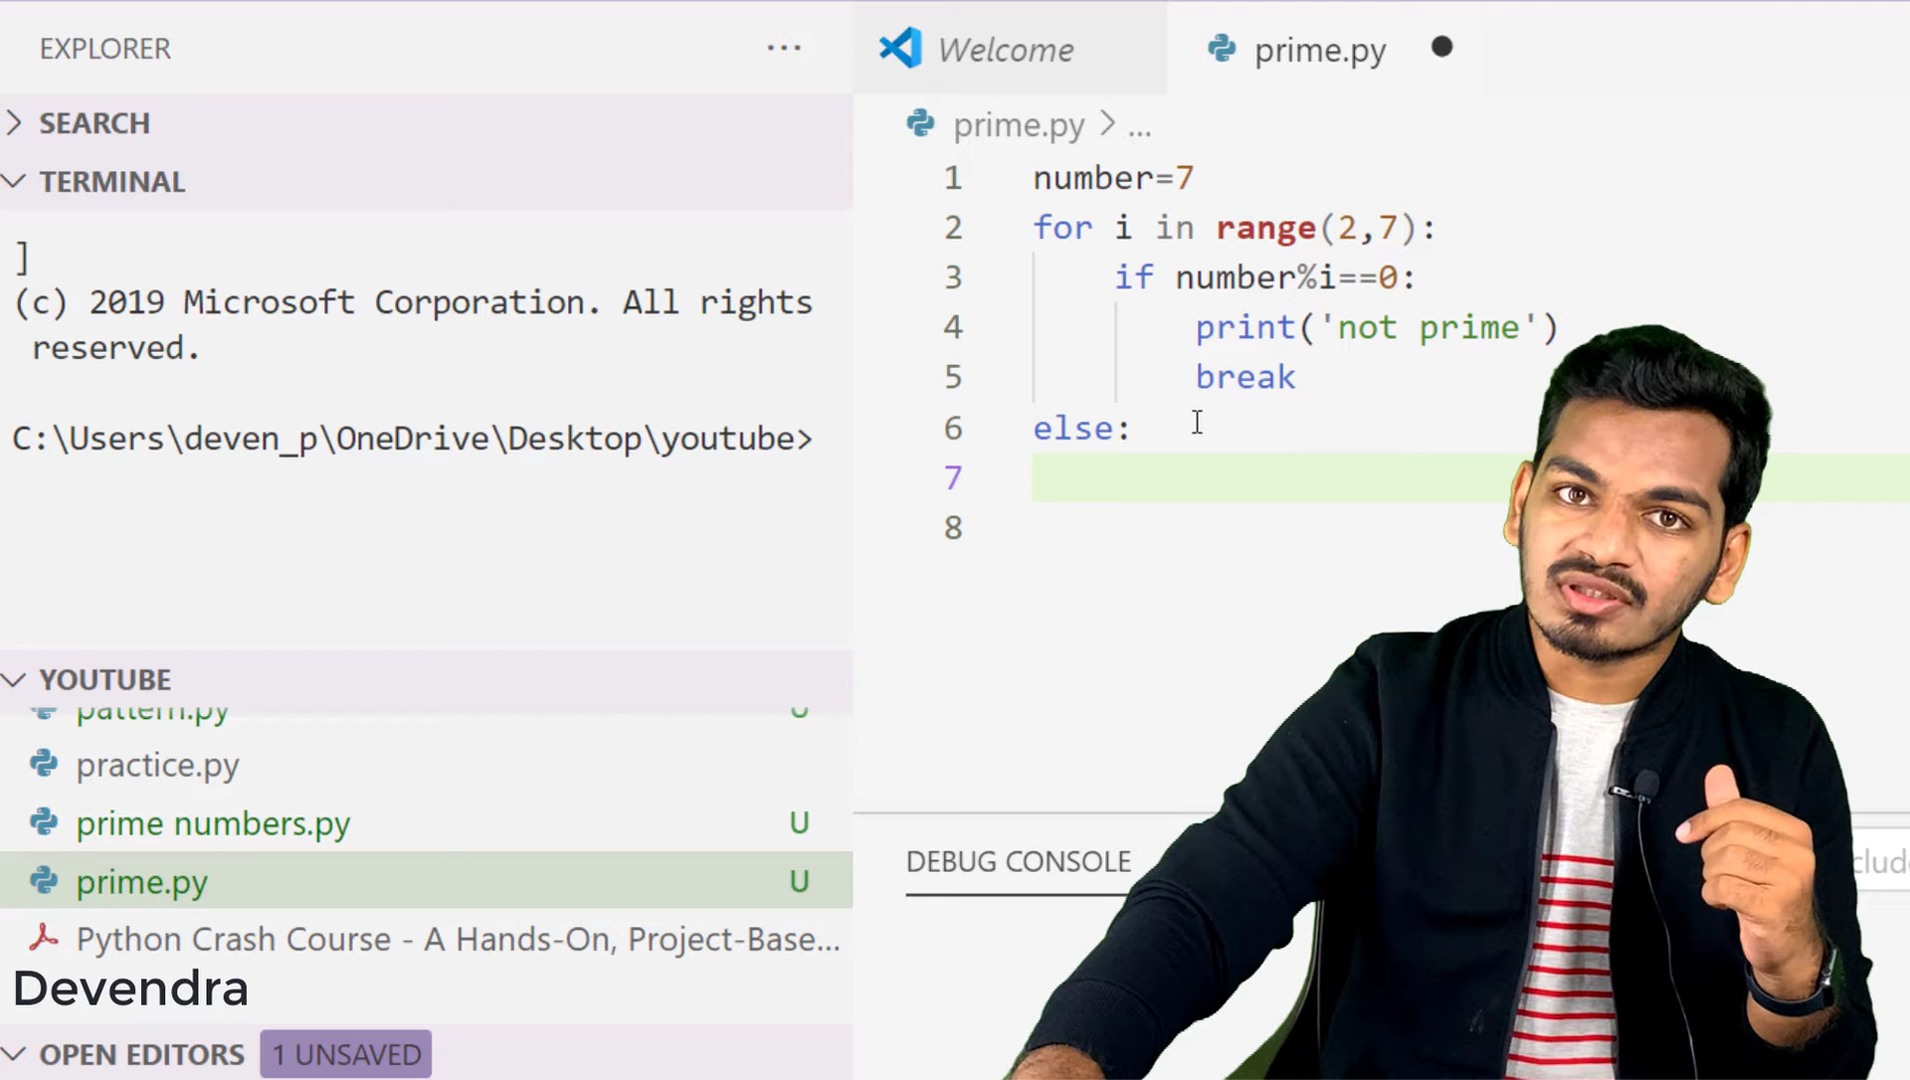 EXPLORER
SEARCH
TERMINAL
]
(c) 2019 Microsoft Corporation. All rights
reserved.
C:\Users\deven_p\OneDrive\Desktop\youtube>
YOUTUBE
pattern.py U
practice.py
prime numbers.py U
prime.py U
Python Crash Course - A Hands-On, Project-Base...
Devendra
OPEN EDITORS 1 UNSAVED
Welcome
prime.py
prime.py > ...
1 number=7
2 for i in range(2,7):
3 if number%i==0:
4 print('not prime')
5 break
6 else:
7
8
DEBUG CONSOLE